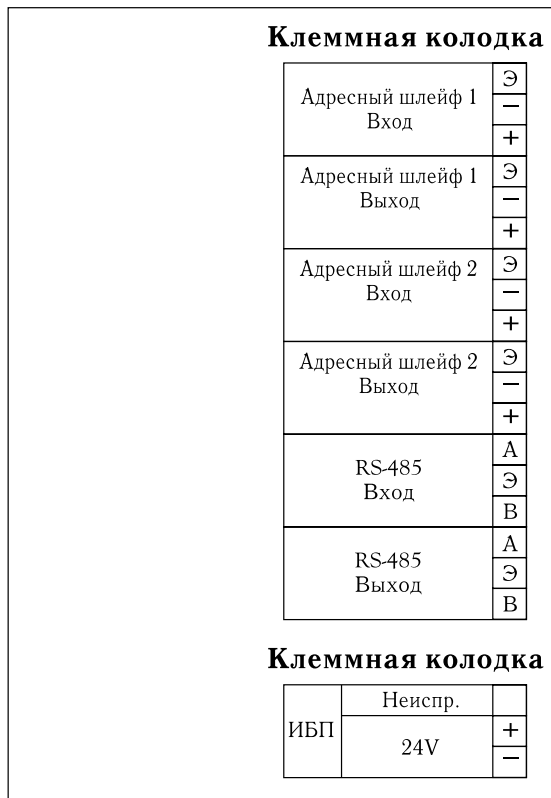 Клеммная колодка
Адресный шлейф 1
Вход
Э
−
+
Адресный шлейф 1
Выход
Э
−
+
Адресный шлейф 2
Вход
Э
−
+
Адресный шлейф 2
Выход
Э
−
+
RS-485
Вход
А
Э
В
RS-485
Выход
А
Э
В
Клеммная колодка
ИБП
Неиспр.
24V
+
−